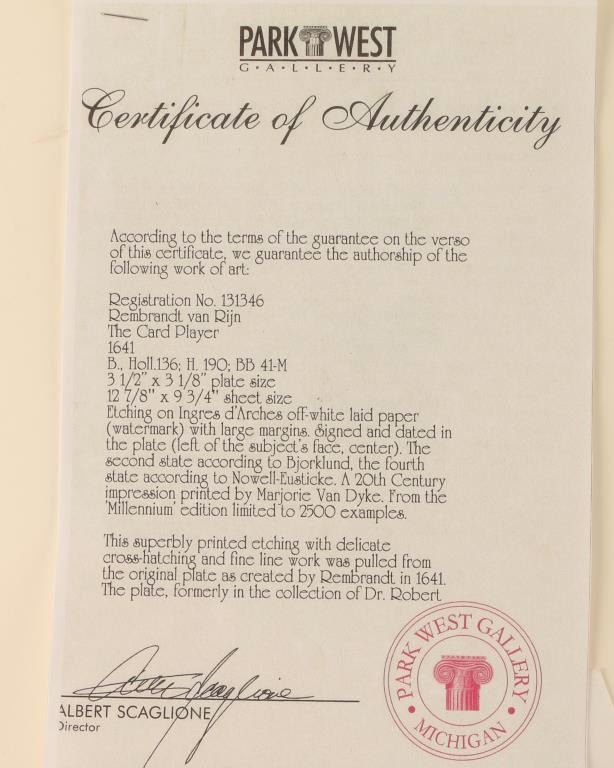 PARK WEST
G·A·L·L·E·R·Y
Certificate of Authenticity
According to the terms of the guarantee on the verso
of this certificate, we guarantee the authorship of the
following work of art:
Registration No. 131346
Rembrandt van Rijn
The Card Player
1641
B., Holl.136; H. 190; BB 41-M
3 1/2" x 3 1/8" plate size
12 7/8" x 9 3/4" sheet size
Etching on Ingres d'Arches off-white laid paper
(watermark) with large margins. Signed and dated in
the plate (left of the subject's face, center). The
second state according to Bjorklund, the fourth
state according to Nowell-Eusticke. A 20th Century
impression printed by Marjorie Van Dyke. From the
'Millennium' edition limited to 2500 examples.
This superbly printed etching with delicate
cross-hatching and fine line work was pulled from
the original plate as created by Rembrandt in 1641.
The plate, formerly in the collection of Dr. Robert
ALBERT SCAGLIONE
Director
PARK WEST GALLERY
• MICHIGAN •